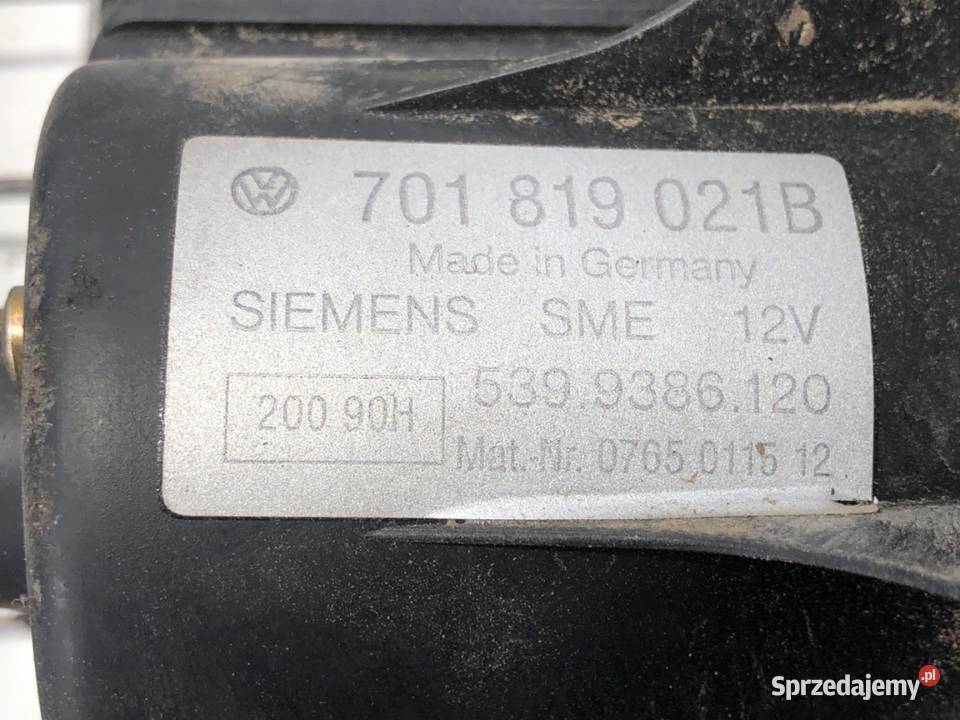 701 819 021B
Made in Germany
SIEMENS SME 12V
539.9386.120
200 90H
Mat.-Nr. 0765 0115 12
Sprzedajemy.pl